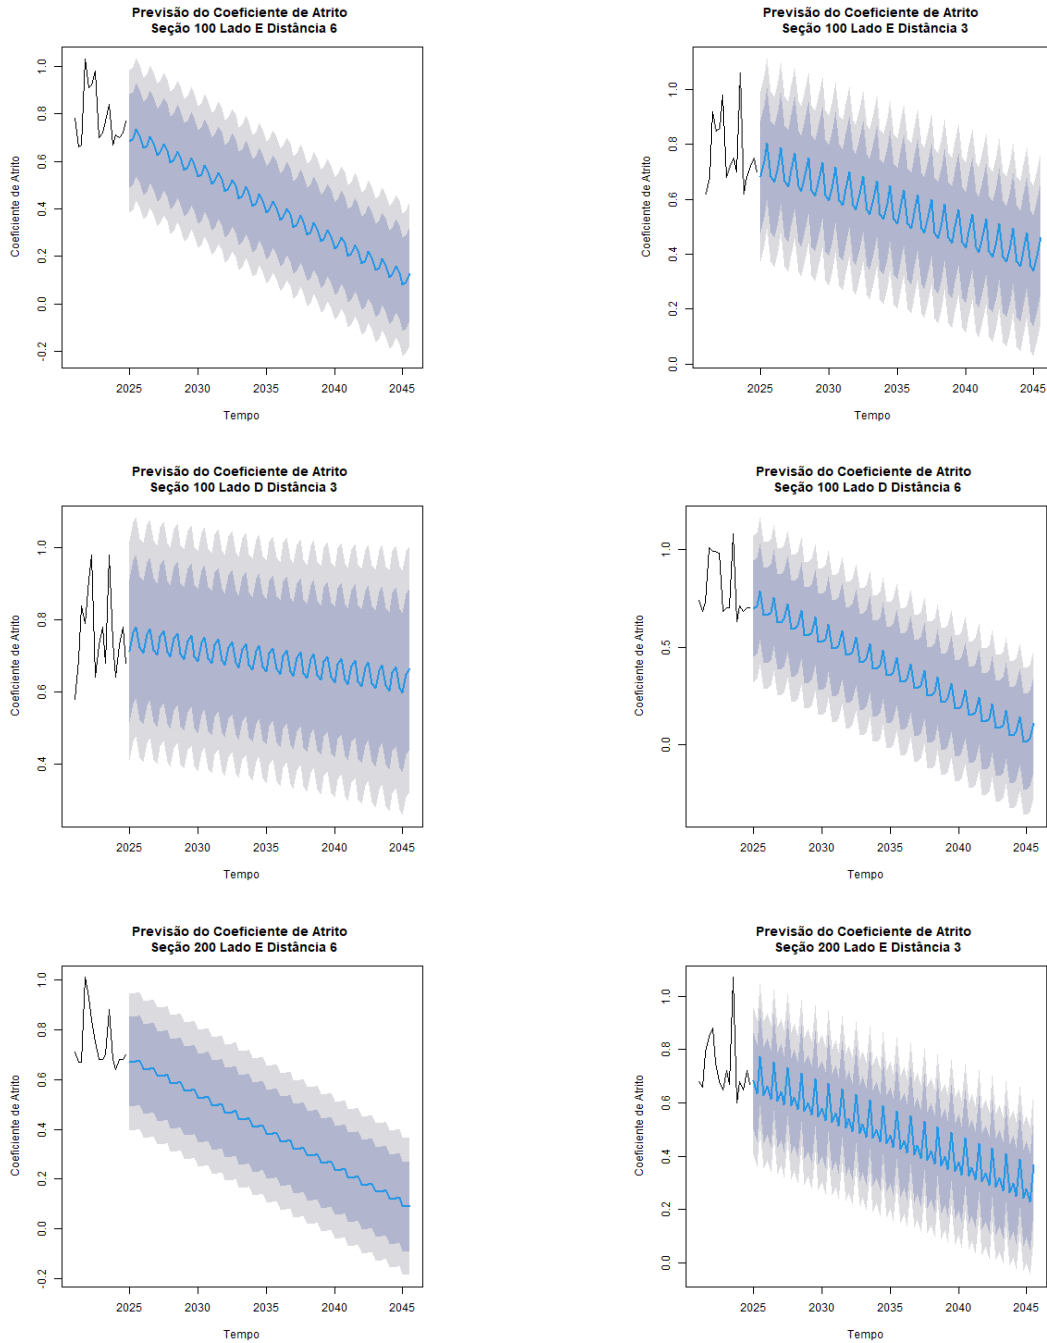 Previsão do Coeficiente de Atrito
Seção 100 Lado E Distância 6
Coeficiente de Atrito
1.0
0.8
0.6
0.4
0.2
0.0
-0.2
2025 2030 2035 2040 2045
Tempo
Previsão do Coeficiente de Atrito
Seção 100 Lado E Distância 3
Coeficiente de Atrito
1.0
0.8
0.6
0.4
0.2
0.0
2025 2030 2035 2040 2045
Tempo
Previsão do Coeficiente de Atrito
Seção 100 Lado D Distância 3
Coeficiente de Atrito
1.0
0.8
0.6
0.4
2025 2030 2035 2040 2045
Tempo
Previsão do Coeficiente de Atrito
Seção 100 Lado D Distância 6
Coeficiente de Atrito
1.0
0.5
0.0
2025 2030 2035 2040 2045
Tempo
Previsão do Coeficiente de Atrito
Seção 200 Lado E Distância 6
Coeficiente de Atrito
1.0
0.8
0.6
0.4
0.2
0.0
-0.2
2025 2030 2035 2040 2045
Tempo
Previsão do Coeficiente de Atrito
Seção 200 Lado E Distância 3
Coeficiente de Atrito
1.0
0.8
0.6
0.4
0.2
0.0
2025 2030 2035 2040 2045
Tempo